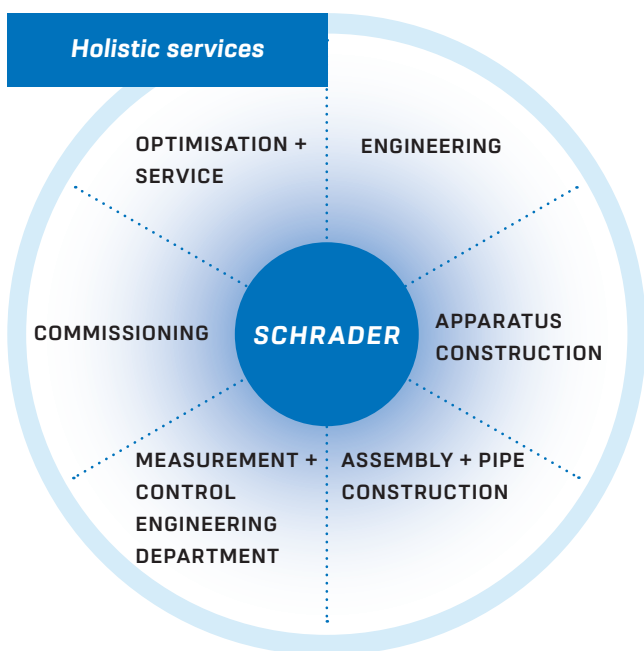 Holistic services
OPTIMISATION +
SERVICE
ENGINEERING
COMMISSIONING
SCHRADER
APPARATUS
CONSTRUCTION
MEASUREMENT +
CONTROL
ENGINEERING
DEPARTMENT
ASSEMBLY + PIPE
CONSTRUCTION